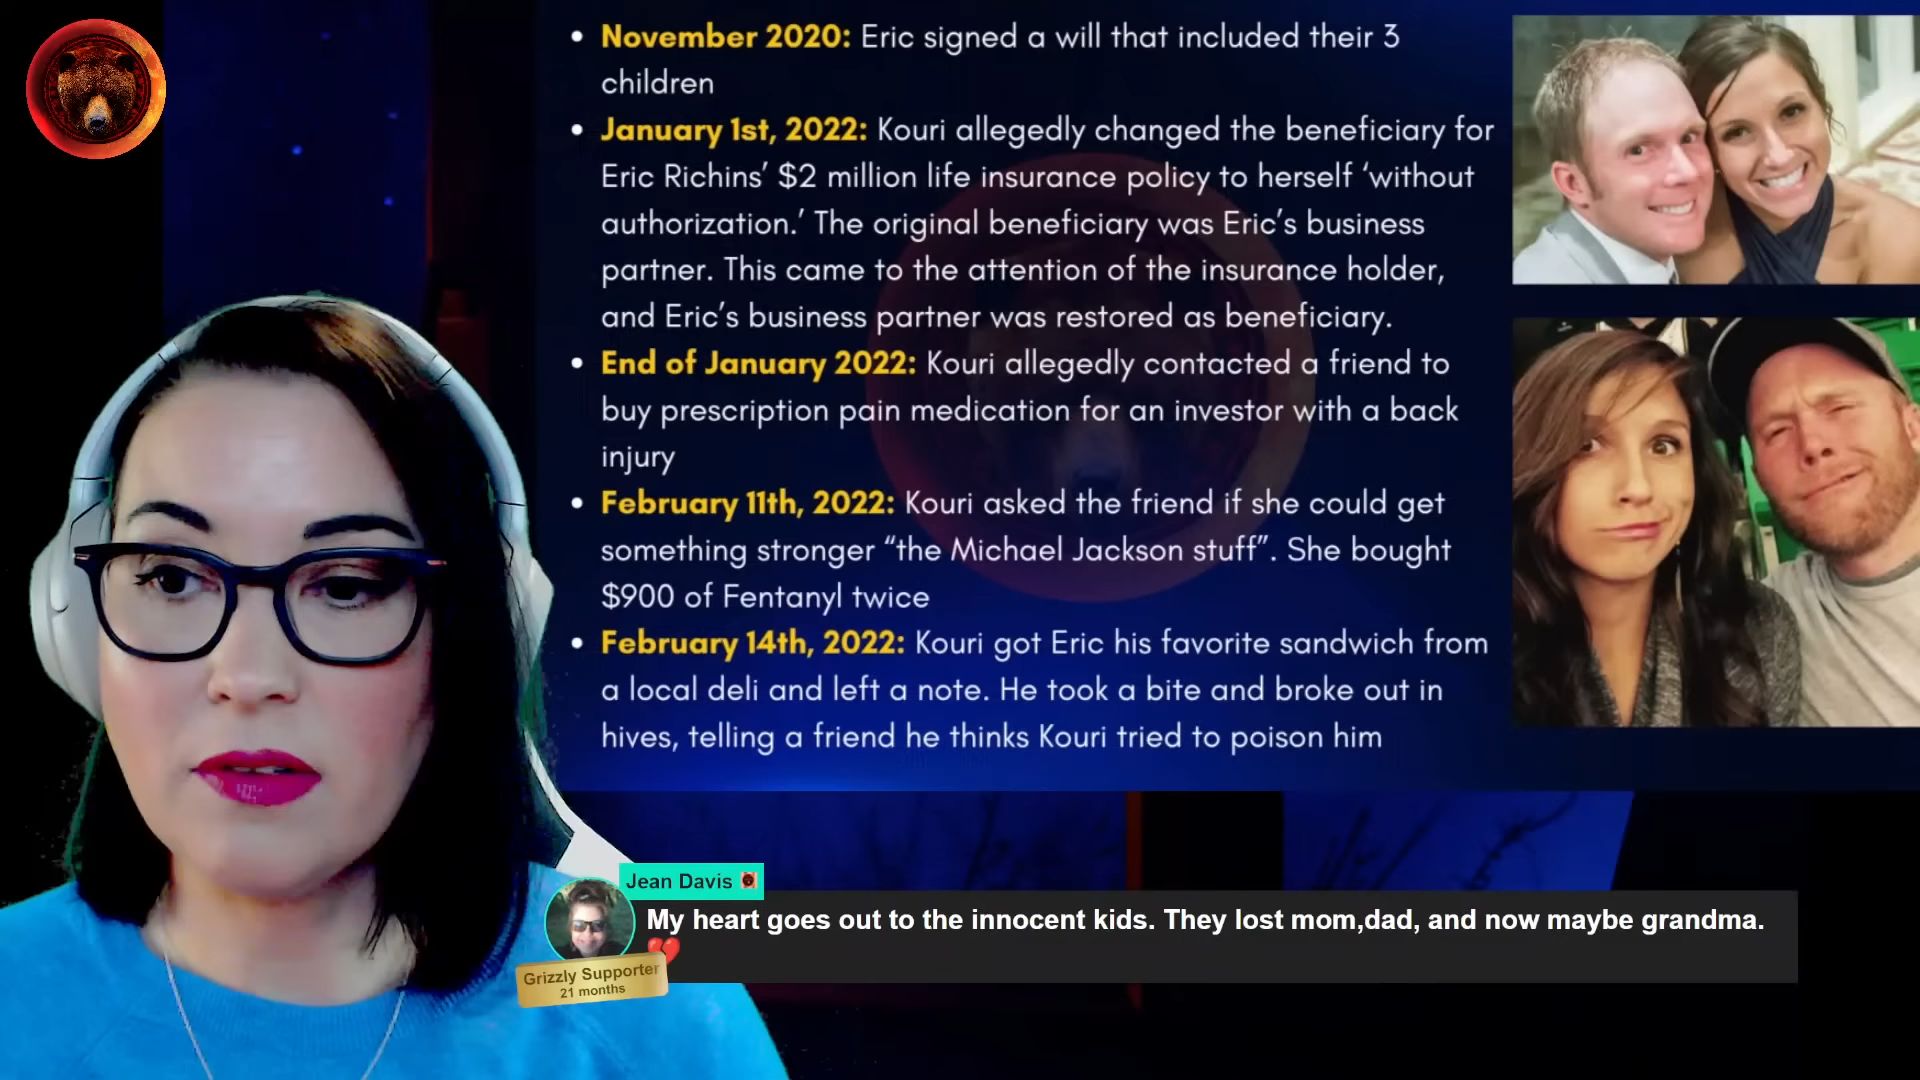 • November 2020: Eric signed a will that included their 3
children
• January 1st, 2022: Kouri allegedly changed the beneficiary for
Eric Richins’ $2 million life insurance policy to herself ‘without
authorization.’ The original beneficiary was Eric’s business
partner. This came to the attention of the insurance holder,
and Eric’s business partner was restored as beneficiary.
• End of January 2022: Kouri allegedly contacted a friend to
buy prescription pain medication for an investor with a back
injury
• February 11th, 2022: Kouri asked the friend if she could get
something stronger “the Michael Jackson stuff”. She bought
$900 of Fentanyl twice
• February 14th, 2022: Kouri got Eric his favorite sandwich from
a local deli and left a note. He took a bite and broke out in
hives, telling a friend he thinks Kouri tried to poison him
Jean Davis
My heart goes out to the innocent kids. They lost mom,dad, and now maybe grandma.
💔
Grizzly Supporter
21 months